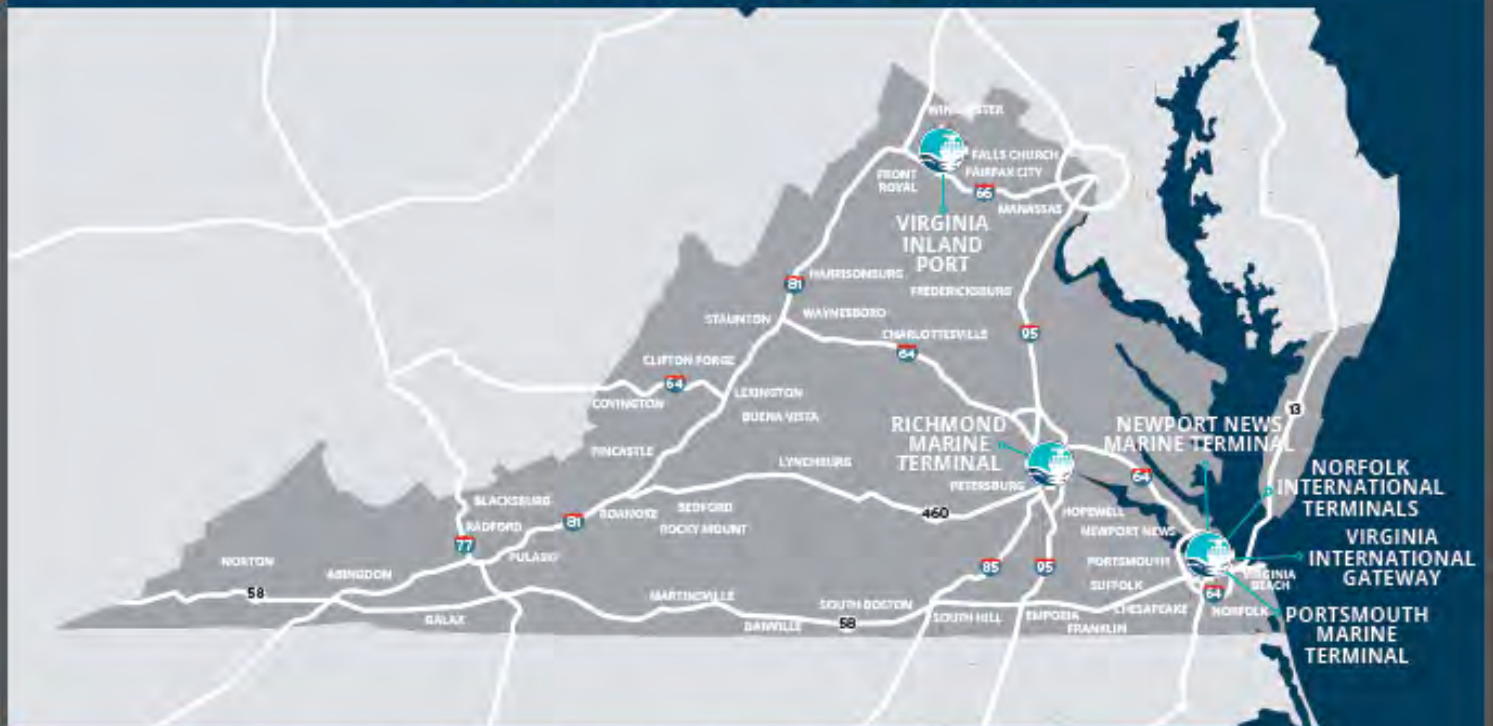 FALLS CHURCH
FRONT
ROYAL
FAIRFAX CITY
66
MANASSAS
VIRGINIA
INLAND
PORT
81
HARRISONBURG
FREDERICKSBURG
STAUNTON
WAYNESBORO
95
CHARLOTTESVILLE
64
CLIFTON FORGE
64
COVINGTON
LEXINGTON
BUENA VISTA
13
RICHMOND
MARINE
TERMINAL
NEWPORT NEWS
MARINE TERMINAL
FINCASTLE
LYNCHBURG
64
NORFOLK
INTERNATIONAL
TERMINALS
PETERSBURG
BLACKSBURG
BEDFORD
ROANOKE
460
HOPEWELL
RADFORD
81
ROCKY MOUNT
NEWPORT NEWS
77
PULASKI
VIRGINIA
INTERNATIONAL
GATEWAY
NORTON
ABINGDON
85
95
PORTSMOUTH
SUFFOLK
BEACH
58
MARTINSVILLE
SOUTH BOSTON
64
CHESAPEAKE
NORFOLK
GALAX
DANVILLE
58
SOUTH HILL
EMPORIA
FRANKLIN
PORTSMOUTH
MARINE
TERMINAL